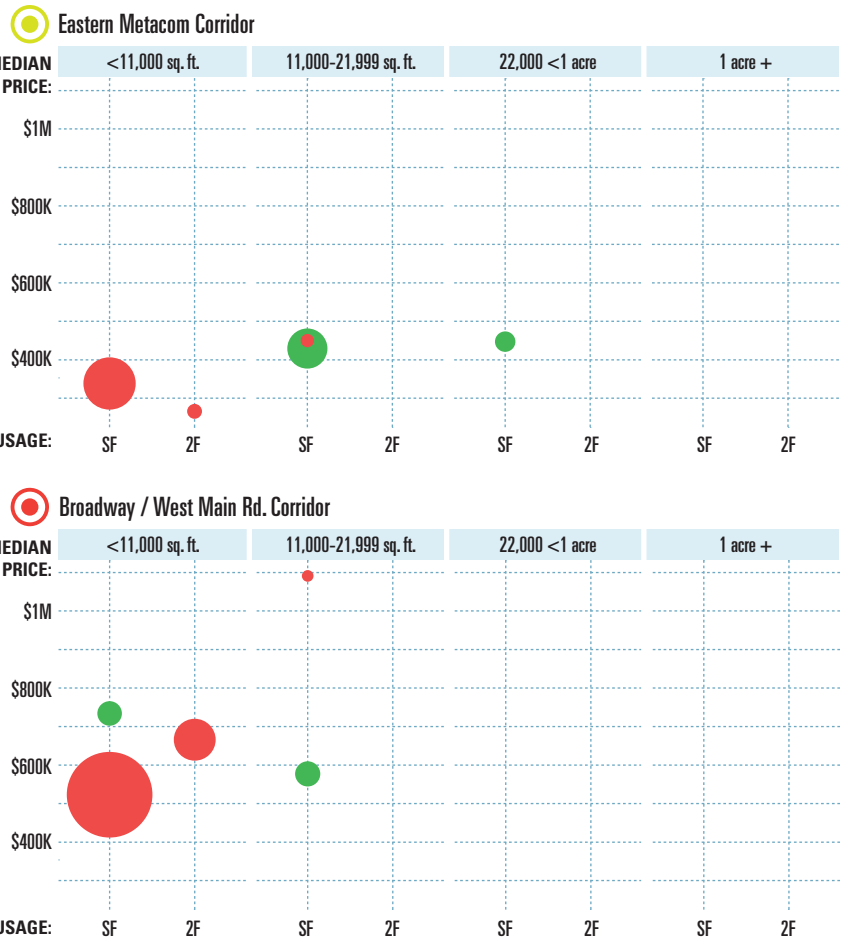 Eastern Metacom Corridor
<11,000 sq. ft. 11,000-21,999 sq. ft. 22,000 <1 acre 1 acre +
EDIAN
PRICE:
$1M
$800K
$600K
$400K
USAGE: SF 2F SF 2F SF 2F SF 2F
Broadway / West Main Rd. Corridor
<11,000 sq. ft. 11,000-21,999 sq. ft. 22,000 <1 acre 1 acre +
EDIAN
PRICE:
$1M
$800K
$600K
$400K
USAGE: SF 2F SF 2F SF 2F SF 2F